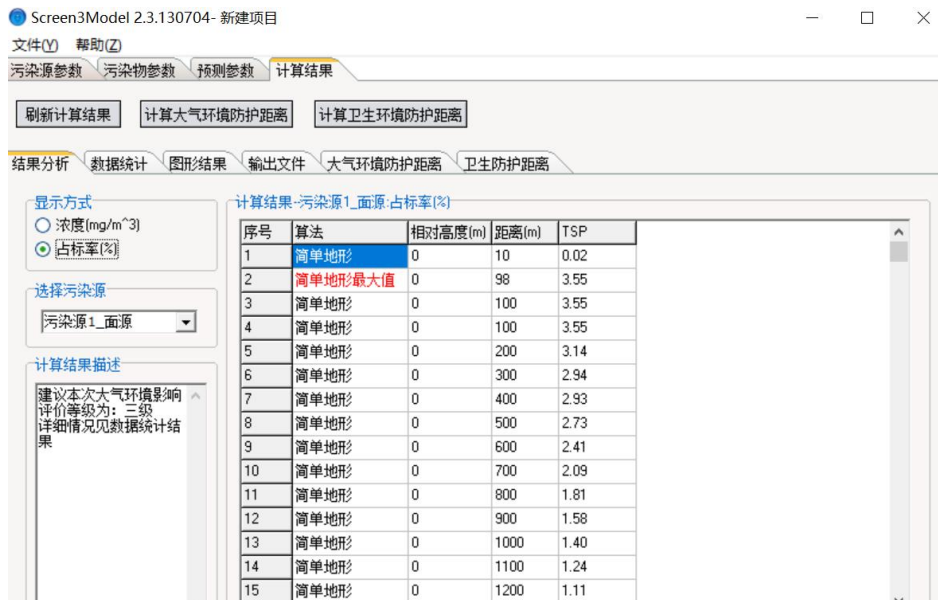 Screen3Model 2.3.130704- 新建项目
文件(Y) 帮助(Z)
污染源参数 污染物参数 预测参数 计算结果
刷新计算结果 计算大气环境防护距离 计算卫生环境防护距离
结果分析 数据统计 图形结果 输出文件 大气环境防护距离 卫生防护距离
显示方式
浓度(mg/m^3)
占标率(%)
选择污染源
污染源1_面源
计算结果描述
建议本次大气环境影响
评价等级为：三级
详细情况见数据统计结
果
计算结果-污染源1_面源:占标率(%)
序号 算法 相对高度(m) 距离(m) TSP
1 简单地形 0 10 0.02
2 简单地形最大值 0 98 3.55
3 简单地形 0 100 3.55
4 简单地形 0 100 3.55
5 简单地形 0 200 3.14
6 简单地形 0 300 2.94
7 简单地形 0 400 2.93
8 简单地形 0 500 2.73
9 简单地形 0 600 2.41
10 简单地形 0 700 2.09
11 简单地形 0 800 1.81
12 简单地形 0 900 1.58
13 简单地形 0 1000 1.40
14 简单地形 0 1100 1.24
15 简单地形 0 1200 1.11